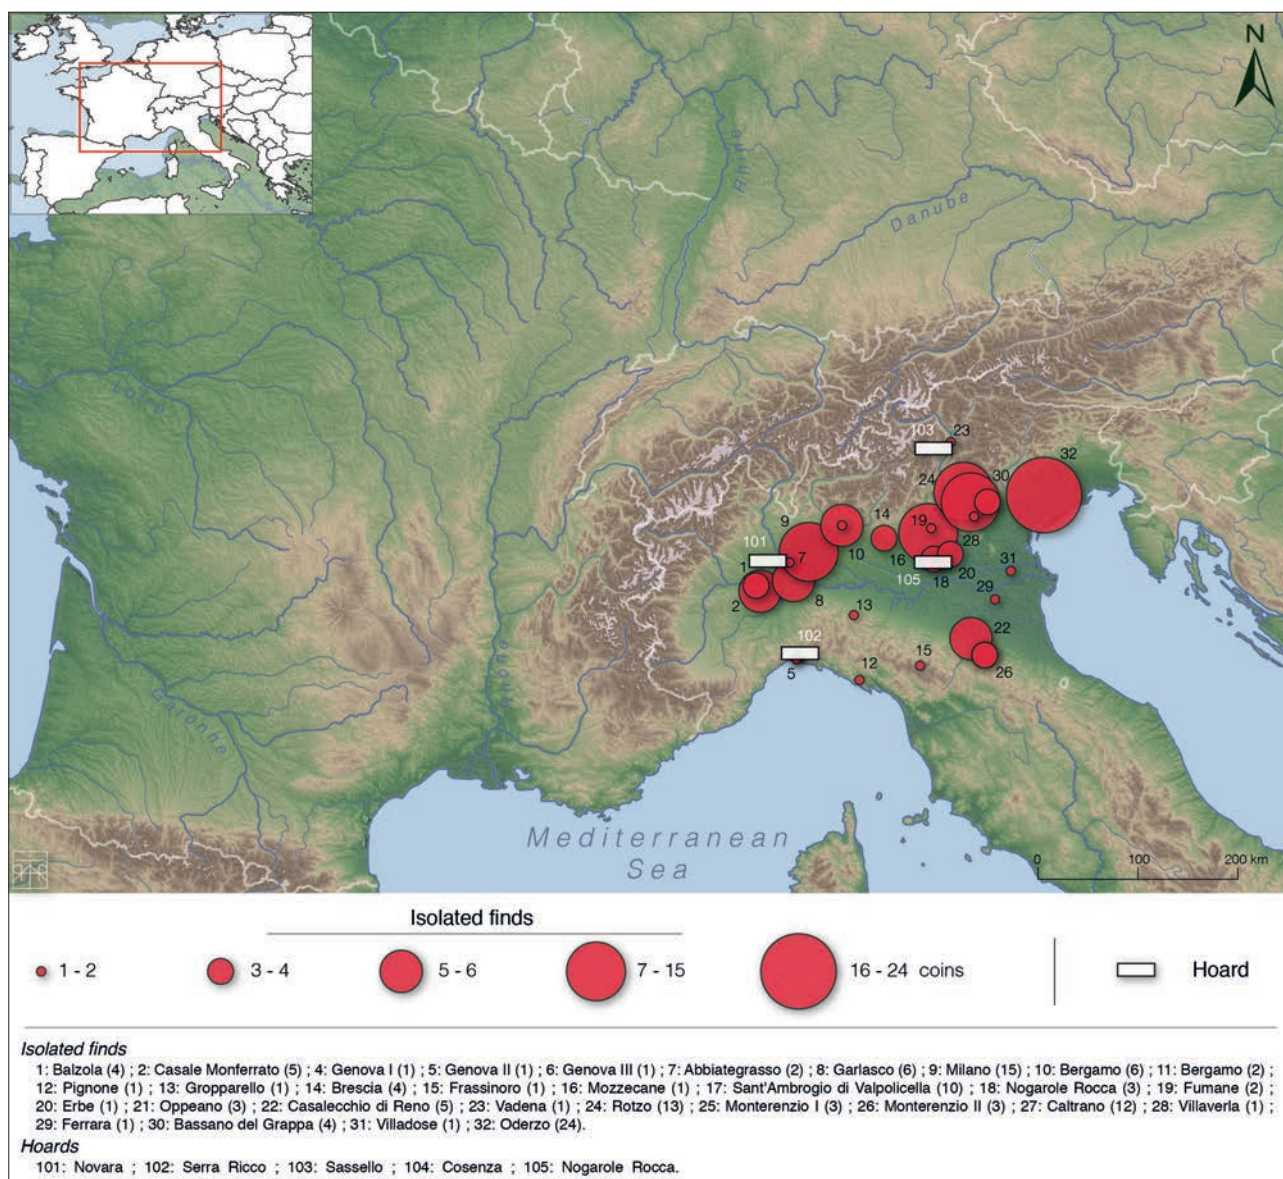 N
Rhine
Danube
Loire
103
23
24
30
32
19
9
14
101
10
28
7
16
31
1
105
18
20
29
2
8
Po
13
102
22
15
5
12
26
Rhone
Garonne
Mediterranean
Sea
0 100 200 km
Isolated finds
1 - 2
3 - 4
5 - 6
7 - 15
16 - 24 coins
Hoard
Isolated finds
1: Balzola (4) ; 2: Casale Monferrato (5) ; 4: Genova I (1) ; 5: Genova II (1) ; 6: Genova III (1) ; 7: Abbiategrasso (2) ; 8: Garlasco (6) ; 9: Milano (15) ; 10: Bergamo (6) ; 11: Bergamo (2) ;
12: Pignone (1) ; 13: Gropparello (1) ; 14: Brescia (4) ; 15: Frassinoro (1) ; 16: Mozzecane (1) ; 17: Sant'Ambrogio di Valpolicella (10) ; 18: Nogarole Rocca (3) ; 19: Fumane (2) ;
20: Erbe (1) ; 21: Oppeano (3) ; 22: Casalecchio di Reno (5) ; 23: Vadena (1) ; 24: Rotzo (13) ; 25: Monterenzio I (3) ; 26: Monterenzio II (3) ; 27: Caltrano (12) ; 28: Villaverla (1) ;
29: Ferrara (1) ; 30: Bassano del Grappa (4) ; 31: Villadose (1) ; 32: Oderzo (24).
Hoards
101: Novara ; 102: Serra Ricco ; 103: Sassello ; 104: Cosenza ; 105: Nogarole Rocca.